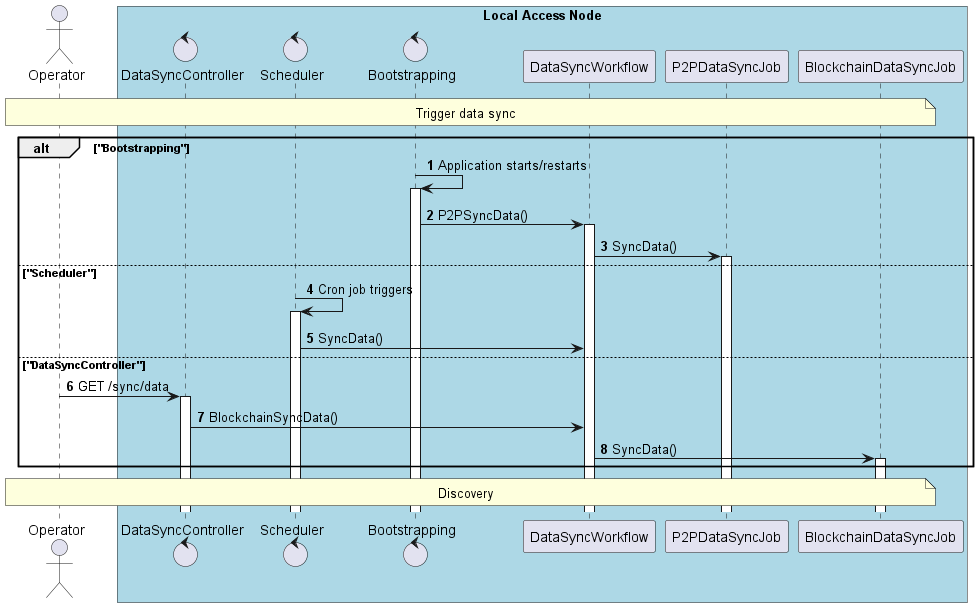 Local Access Node
Operator
DataSyncController
Scheduler
Bootstrapping
DataSyncWorkflow
P2PDataSyncJob
BlockchainDataSyncJob
Trigger data sync
alt
["Bootstrapping"]
1 Application starts/restarts
2 P2PSyncData()
3 SyncData()
["Scheduler"]
4 Cron job triggers
5 SyncData()
["DataSyncController"]
6 GET /sync/data
7 BlockchainSyncData()
8 SyncData()
Discovery
Operator
DataSyncController
Scheduler
Bootstrapping
DataSyncWorkflow
P2PDataSyncJob
BlockchainDataSyncJob